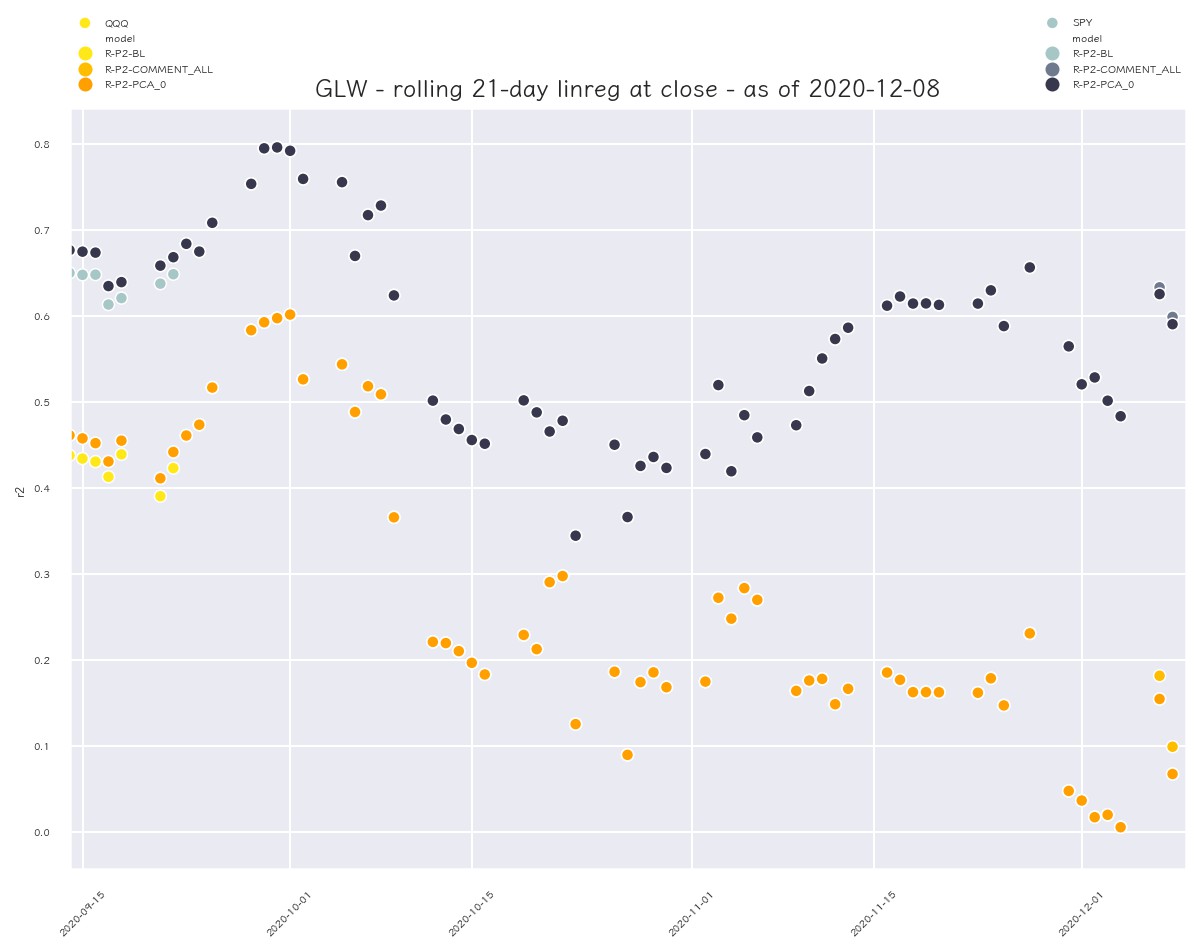 QQQ
model
R-P2-BL
R-P2-COMMENT_ALL
R-P2-PCA_0
SPY
model
R-P2-BL
R-P2-COMMENT_ALL
R-P2-PCA_0
GLW - rolling 21-day linreg at close - as of 2020-12-08
0.8
0.7
0.6
0.5
0.4
0.3
0.2
0.1
0.0
r2
2020-09-15
2020-10-01
2020-10-15
2020-11-01
2020-11-15
2020-12-01